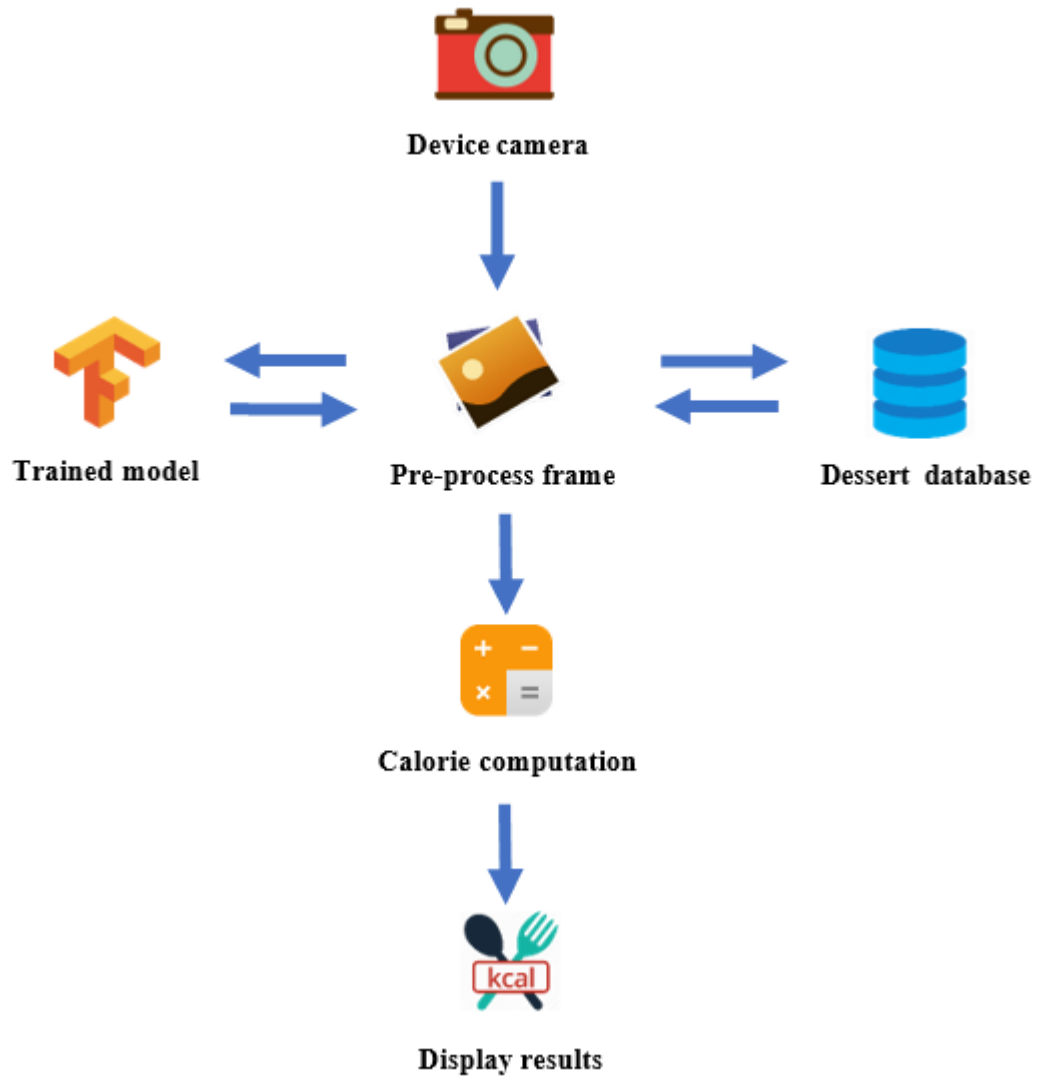 Device camera
Trained model
Pre-process frame
Dessert database
+ −
× =
Calorie computation
kcal
Display results